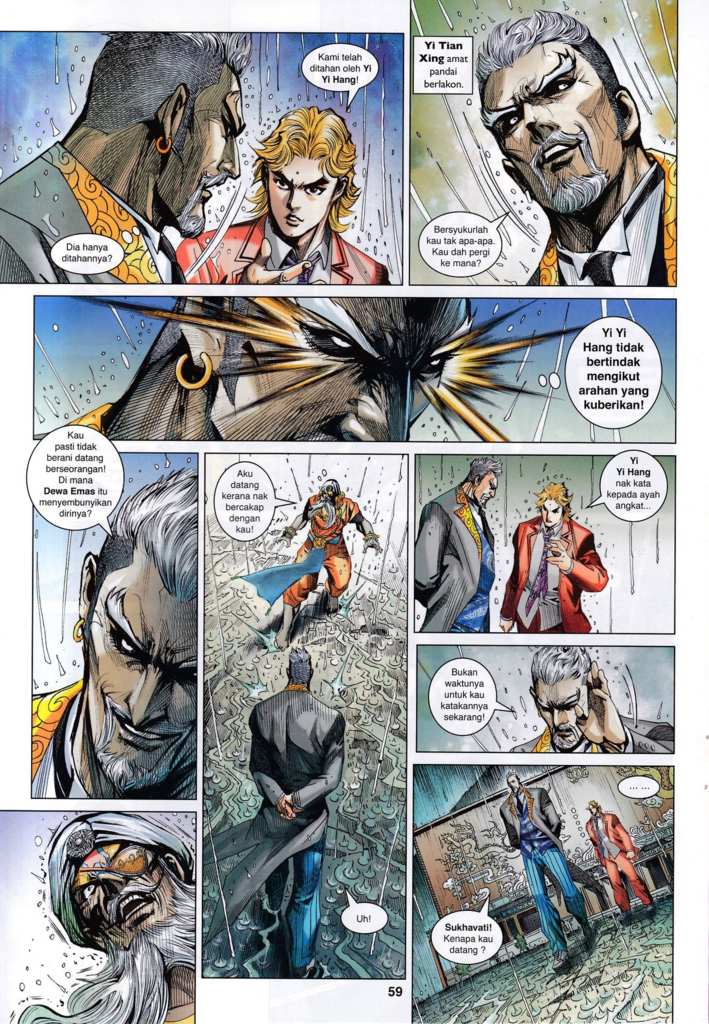 Yi Tian
Xing amat
pandai
berlakon.
Bersyukurlah
kau tak apa-apa.
Kau dah pergi
ke mana?
Kami telah
ditahan oleh Yi
Yi Hang!
Dia hanya
ditahannya?
Yi Yi
Hang tidak
bertindak
mengikut
arahan yang
kuberikan!
Yi
Yi Hang
nak kata
kepada ayah
angkat...
Bukan
waktunya
untuk kau
katakannya
sekarang!
... ...
Sukhavati!
Kenapa kau
datang ?
Aku
datang
kerana nak
bercakap
dengan
kau!
Uh!
Kau
pasti tidak
berani datang
berseorangan!
Di mana
Dewa Emas itu
menyembunyikan
dirinya?
59